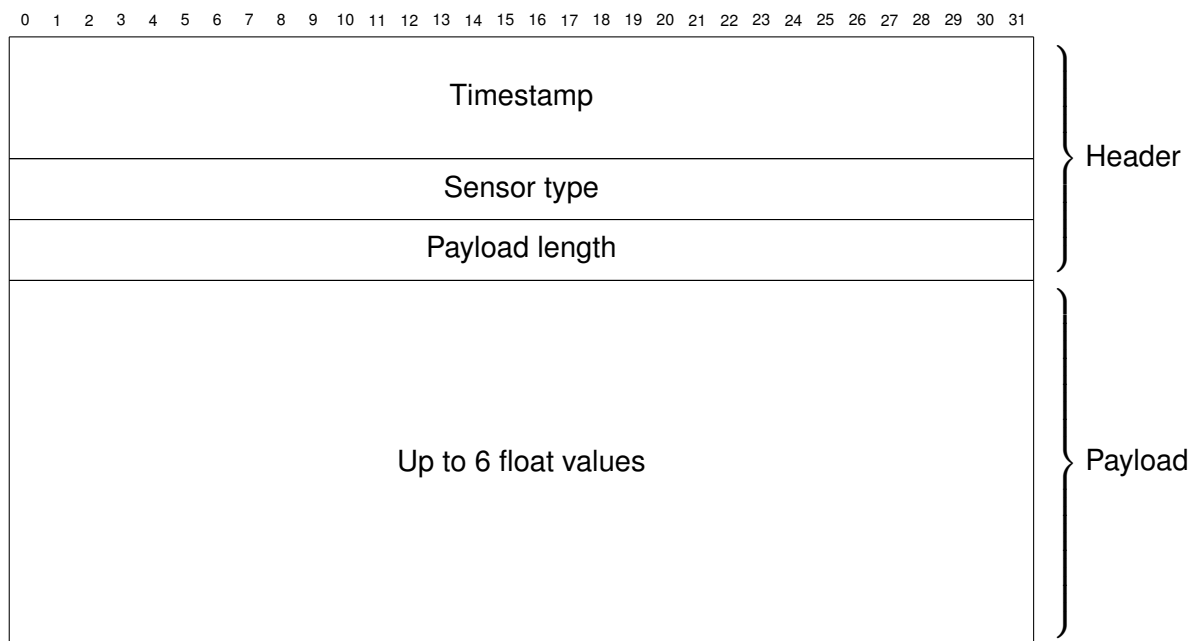 0 1 2 3 4 5 6 7 8 9 10 11 12 13 14 15 16 17 18 19 20 21 22 23 24 25 26 27 28 29 30 31
Timestamp
Header
Sensor type
Payload length
Up to 6 float values
Payload